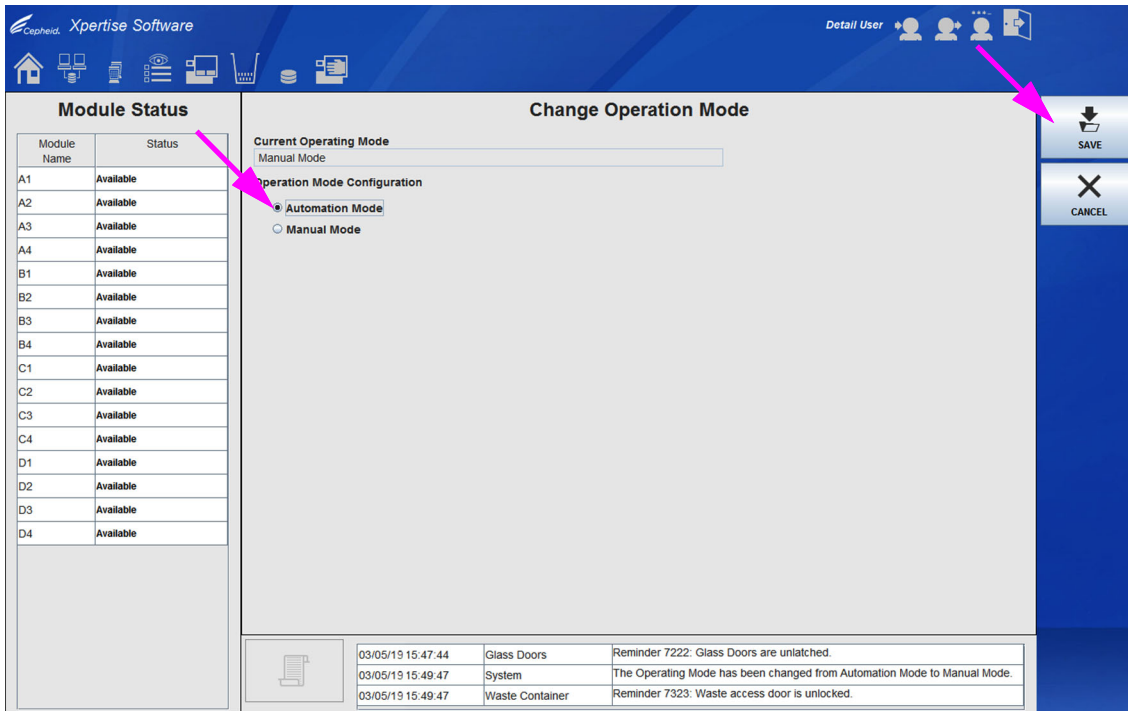 Cepheid. Xpertise Software
Detail User
Module Status
Module Name Status
A1 Available
A2 Available
A3 Available
A4 Available
B1 Available
B2 Available
B3 Available
B4 Available
C1 Available
C2 Available
C3 Available
C4 Available
D1 Available
D2 Available
D3 Available
D4 Available
Change Operation Mode
Current Operating Mode
Manual Mode
Operation Mode Configuration
Automation Mode
Manual Mode
03/05/19 15:47:44 Glass Doors Reminder 7222: Glass Doors are unlatched.
03/05/19 15:49:47 System The Operating Mode has been changed from Automation Mode to Manual Mode.
03/05/19 15:49:47 Waste Container Reminder 7323: Waste access door is unlocked.
SAVE
CANCEL